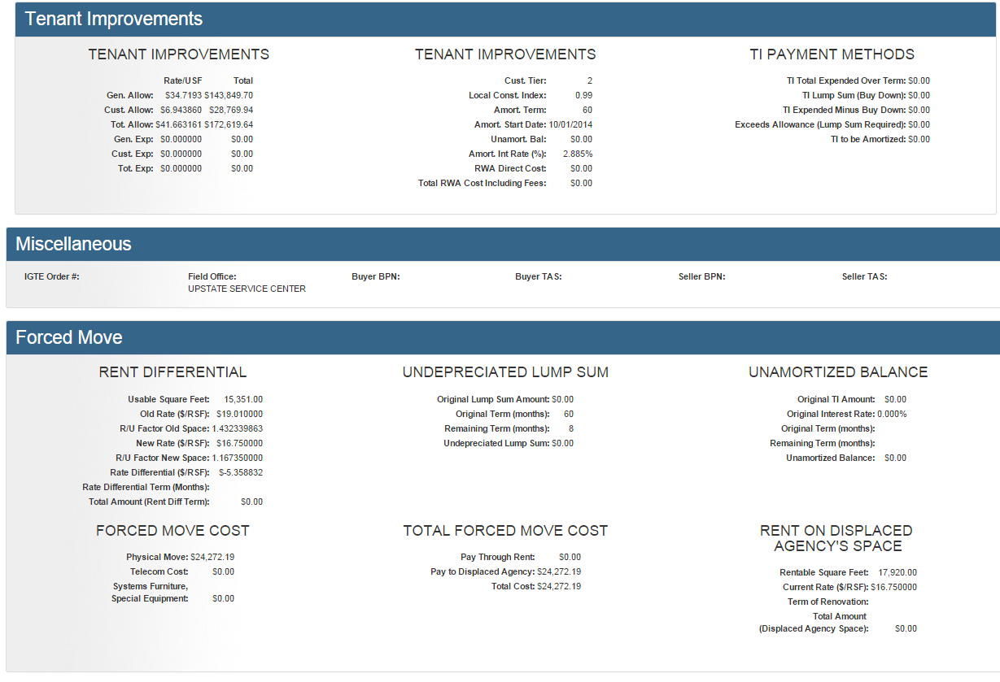 Tenant Improvements
TENANT IMPROVEMENTS
Rate/USF Total
Gen. Allow: $34.7193 $143,849.70
Cust. Allow: $6.943860 $28,769.94
Tot. Allow: $41.663161 $172,619.64
Gen. Exp: $0.000000 $0.00
Cust. Exp: $0.000000 $0.00
Tot. Exp: $0.000000 $0.00
TENANT IMPROVEMENTS
Cust. Tier: 2
Local Const. Index: 0.99
Amort. Term: 60
Amort. Start Date: 10/01/2014
Unamort. Bal: $0.00
Amort. Int Rate (%): 2.885%
RWA Direct Cost: $0.00
Total RWA Cost Including Fees: $0.00
TI PAYMENT METHODS
TI Total Expended Over Term: $0.00
TI Lump Sum (Buy Down): $0.00
TI Expended Minus Buy Down: $0.00
Exceeds Allowance (Lump Sum Required): $0.00
TI to be Amortized: $0.00
Miscellaneous
IGTE Order #:
Field Office:
UPSTATE SERVICE CENTER
Buyer BPN:
Buyer TAS:
Seller BPN:
Seller TAS:
Forced Move
RENT DIFFERENTIAL
Usable Square Feet: 15,351.00
Old Rate ($/RSF): $19.010000
R/U Factor Old Space: 1.432339863
New Rate ($/RSF): $16.750000
R/U Factor New Space: 1.167350000
Rate Differential ($/RSF): $-5.358832
Rate Differential Term (Months):
Total Amount (Rent Diff Term): $0.00
UNDEPRECIATED LUMP SUM
Original Lump Sum Amount: $0.00
Original Term (months): 60
Remaining Term (months): 8
Undepreciated Lump Sum: $0.00
UNAMORTIZED BALANCE
Original TI Amount: $0.00
Original Interest Rate: 0.000%
Original Term (months):
Remaining Term (months):
Unamortized Balance: $0.00
FORCED MOVE COST
Physical Move: $24,272.19
Telecom Cost: $0.00
Systems Furniture,
Special Equipment: $0.00
TOTAL FORCED MOVE COST
Pay Through Rent: $0.00
Pay to Displaced Agency: $24,272.19
Total Cost: $24,272.19
RENT ON DISPLACED
AGENCY'S SPACE
Rentable Square Feet: 17,920.00
Current Rate ($/RSF): $16.750000
Term of Renovation:
Total Amount
(Displaced Agency Space): $0.00